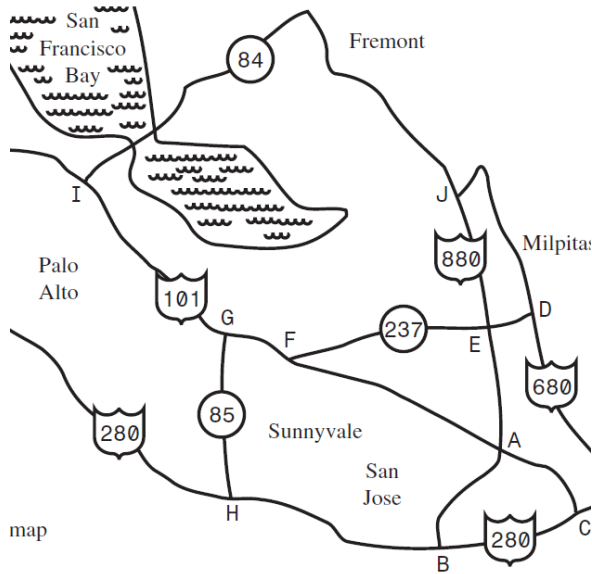 San
Francisco
Bay
84
Fremont
I
J
Palo
Alto
880
Milpitas
101
G
F
237
E
D
680
85
280
Sunnyvale
A
San
Jose
H
map
B
280
C